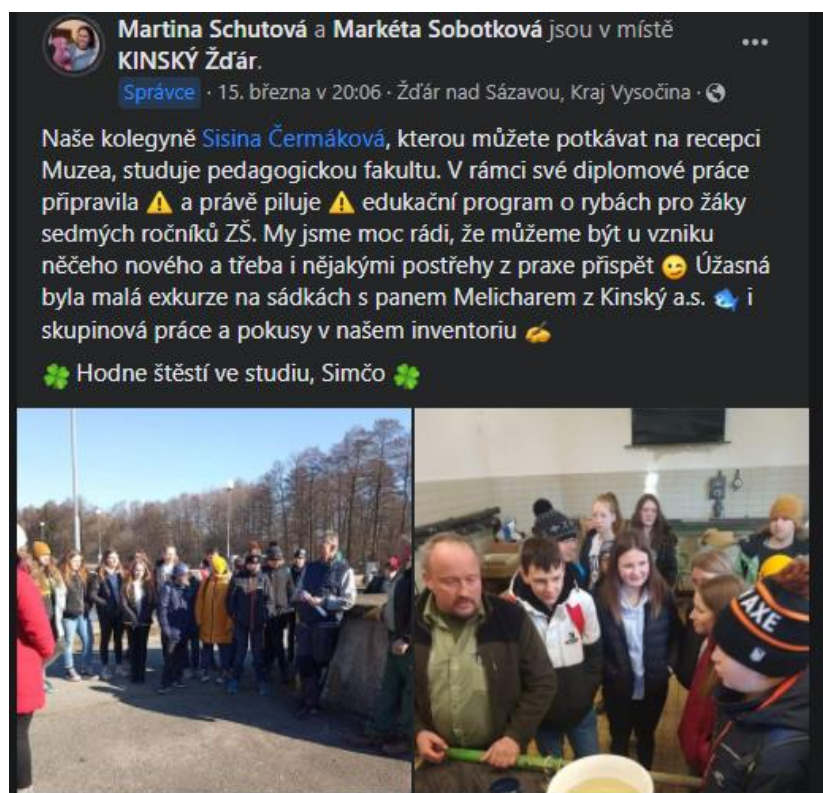 Martina Schutová a Markéta Sobotková jsou v místě
KINSKÝ Žďár.
Správce · 15. března v 20:06 · Žďár nad Sázavou, Kraj Vysočina ·
Naše kolegyně Sisina Čermáková, kterou můžete potkávat na recepci
Muzea, studuje pedagogickou fakultu. V rámci své diplomové práce
připravila ⚠️ a právě piluje ⚠️ edukační program o rybách pro žáky
sedmých ročníků ZŠ. My jsme moc rádi, že můžeme být u vzniku
něčeho nového a třeba i nějakými postřehy z praxe přispět 😉 Úžasná
byla malá exkurze na sádkách s panem Melicharem z Kinský a.s. 🐟 i
skupinová práce a pokusy v našem inventoriu ✍️
🍀 Hodne štěstí ve studiu, Simčo 🍀
AXE